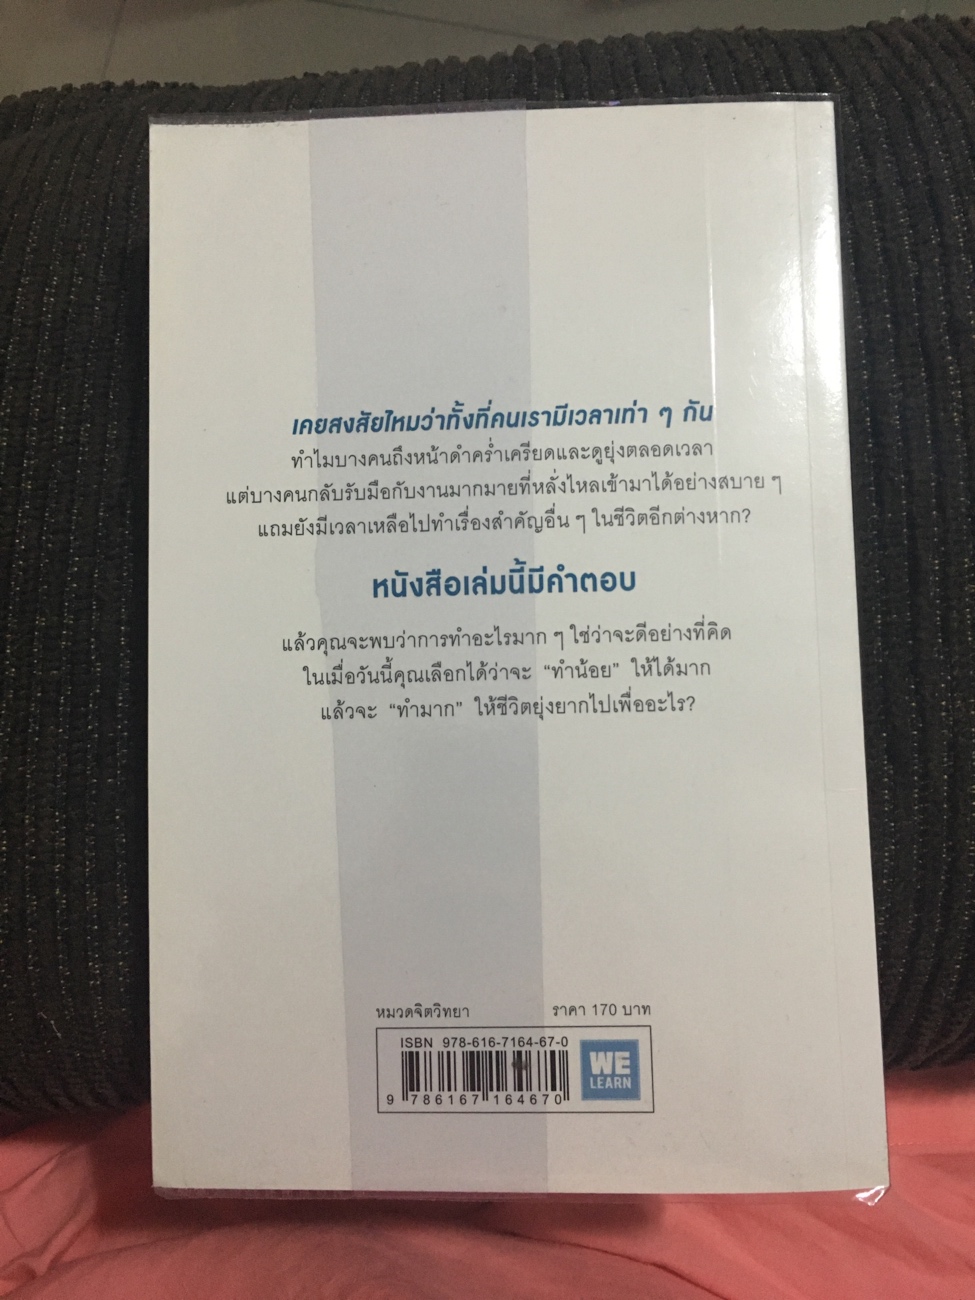 เคยสงสัยไหมว่าทั้งที่คนเรามีเวลาเท่า ๆ กัน
ทำไมบางคนถึงหน้าดำคร่ำเครียดและดูยุ่งตลอดเวลา
แต่บางคนกลับรับมือกับงานมากมายที่หลั่งไหลเข้ามาได้อย่างสบาย ๆ
แถมยังมีเวลาเหลือไปทำเรื่องสำคัญอื่น ๆ ในชีวิตอีกต่างหาก?
หนังสือเล่มนี้มีคำตอบ
แล้วคุณจะพบว่าการทำอะไรมาก ๆ ใช่ว่าจะดีอย่างที่คิด
ในเมื่อวันนี้คุณเลือกได้ว่าจะ “ทำน้อย” ให้ได้มาก
แล้วจะ “ทำมาก” ให้ชีวิตยุ่งยากไปเพื่ออะไร?
หมวดจิตวิทยา ราคา 170 บาท
ISBN 978-616-7164-67-0
9 786167 164670
WE
LEARN